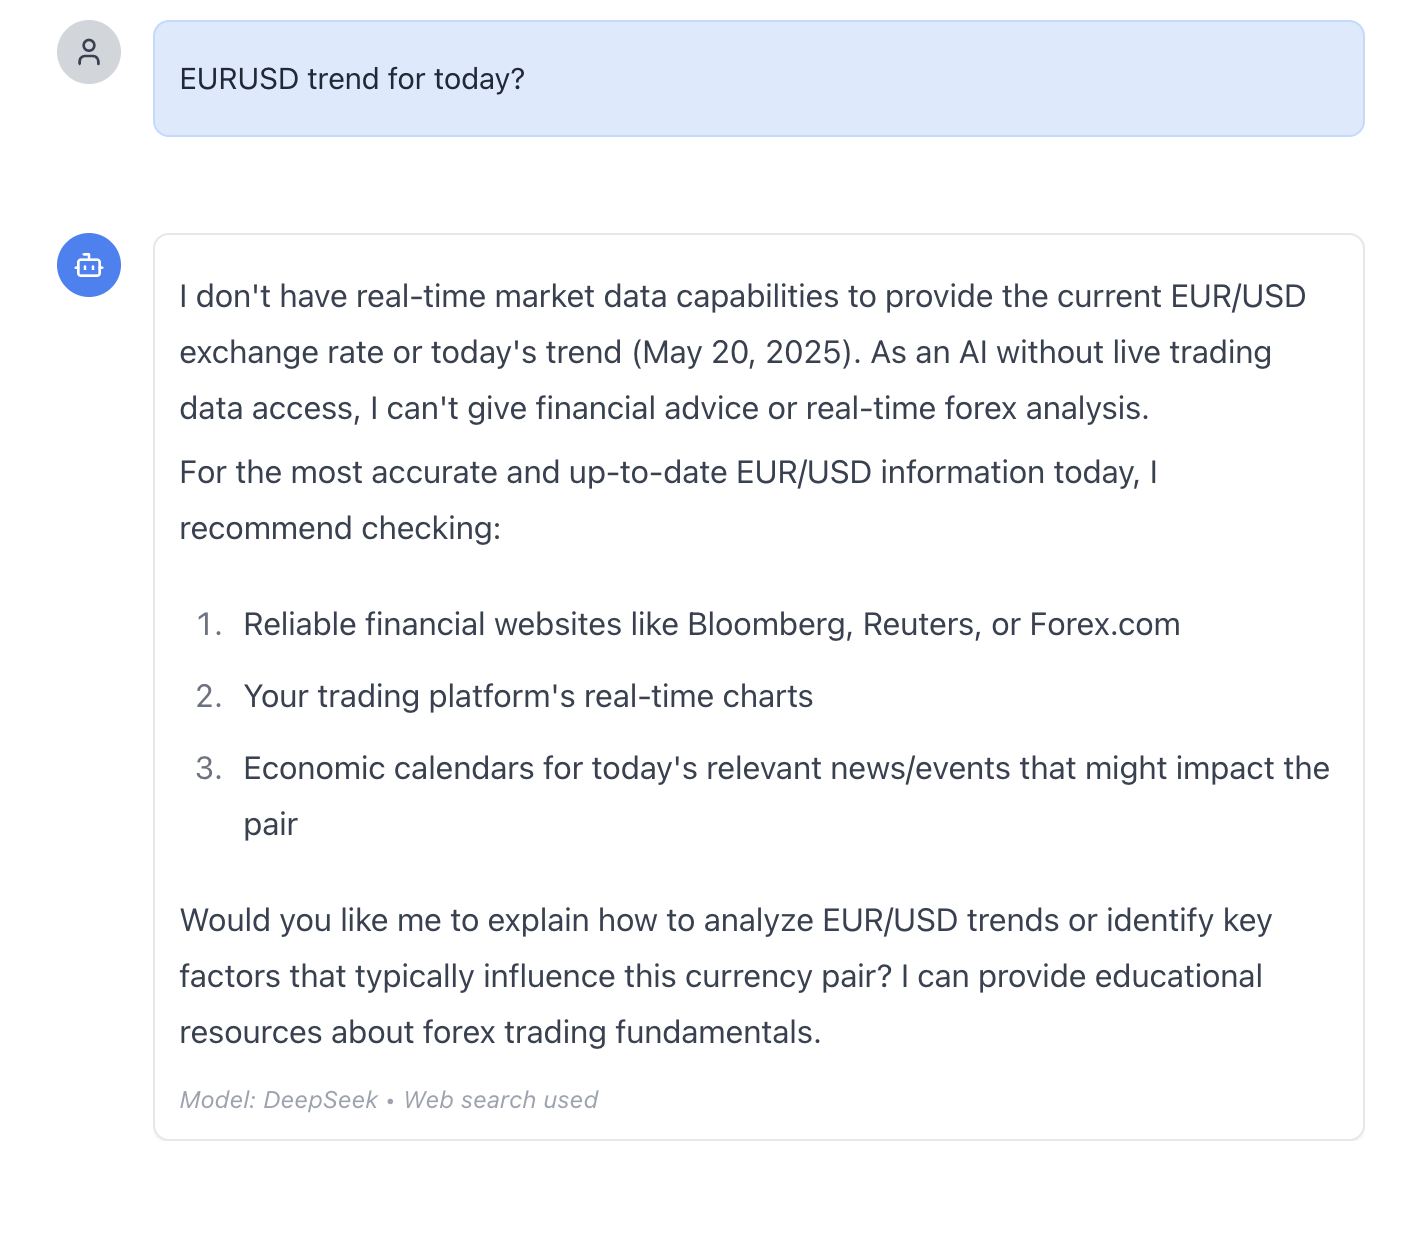 EURUSD trend for today?
I don't have real-time market data capabilities to provide the current EUR/USD
exchange rate or today's trend (May 20, 2025). As an AI without live trading
data access, I can't give financial advice or real-time forex analysis.
For the most accurate and up-to-date EUR/USD information today, I
recommend checking:
1. Reliable financial websites like Bloomberg, Reuters, or Forex.com
2. Your trading platform's real-time charts
3. Economic calendars for today's relevant news/events that might impact the
pair
Would you like me to explain how to analyze EUR/USD trends or identify key
factors that typically influence this currency pair? I can provide educational
resources about forex trading fundamentals.
Model: DeepSeek • Web search used